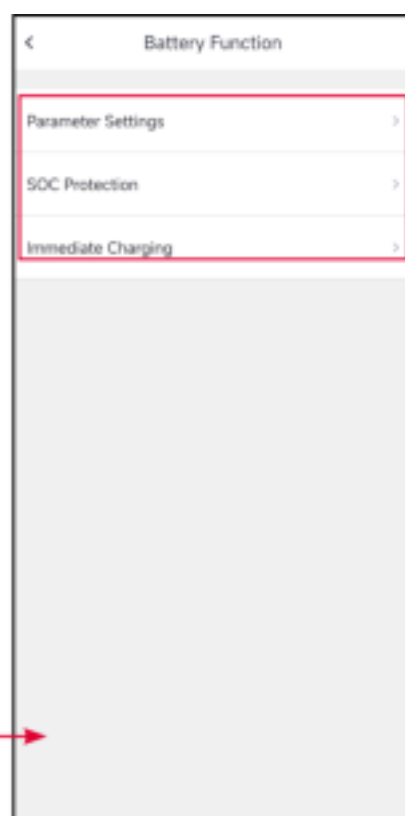 Battery Function
Parameter Settings
SOC Protection
Immediate Charging